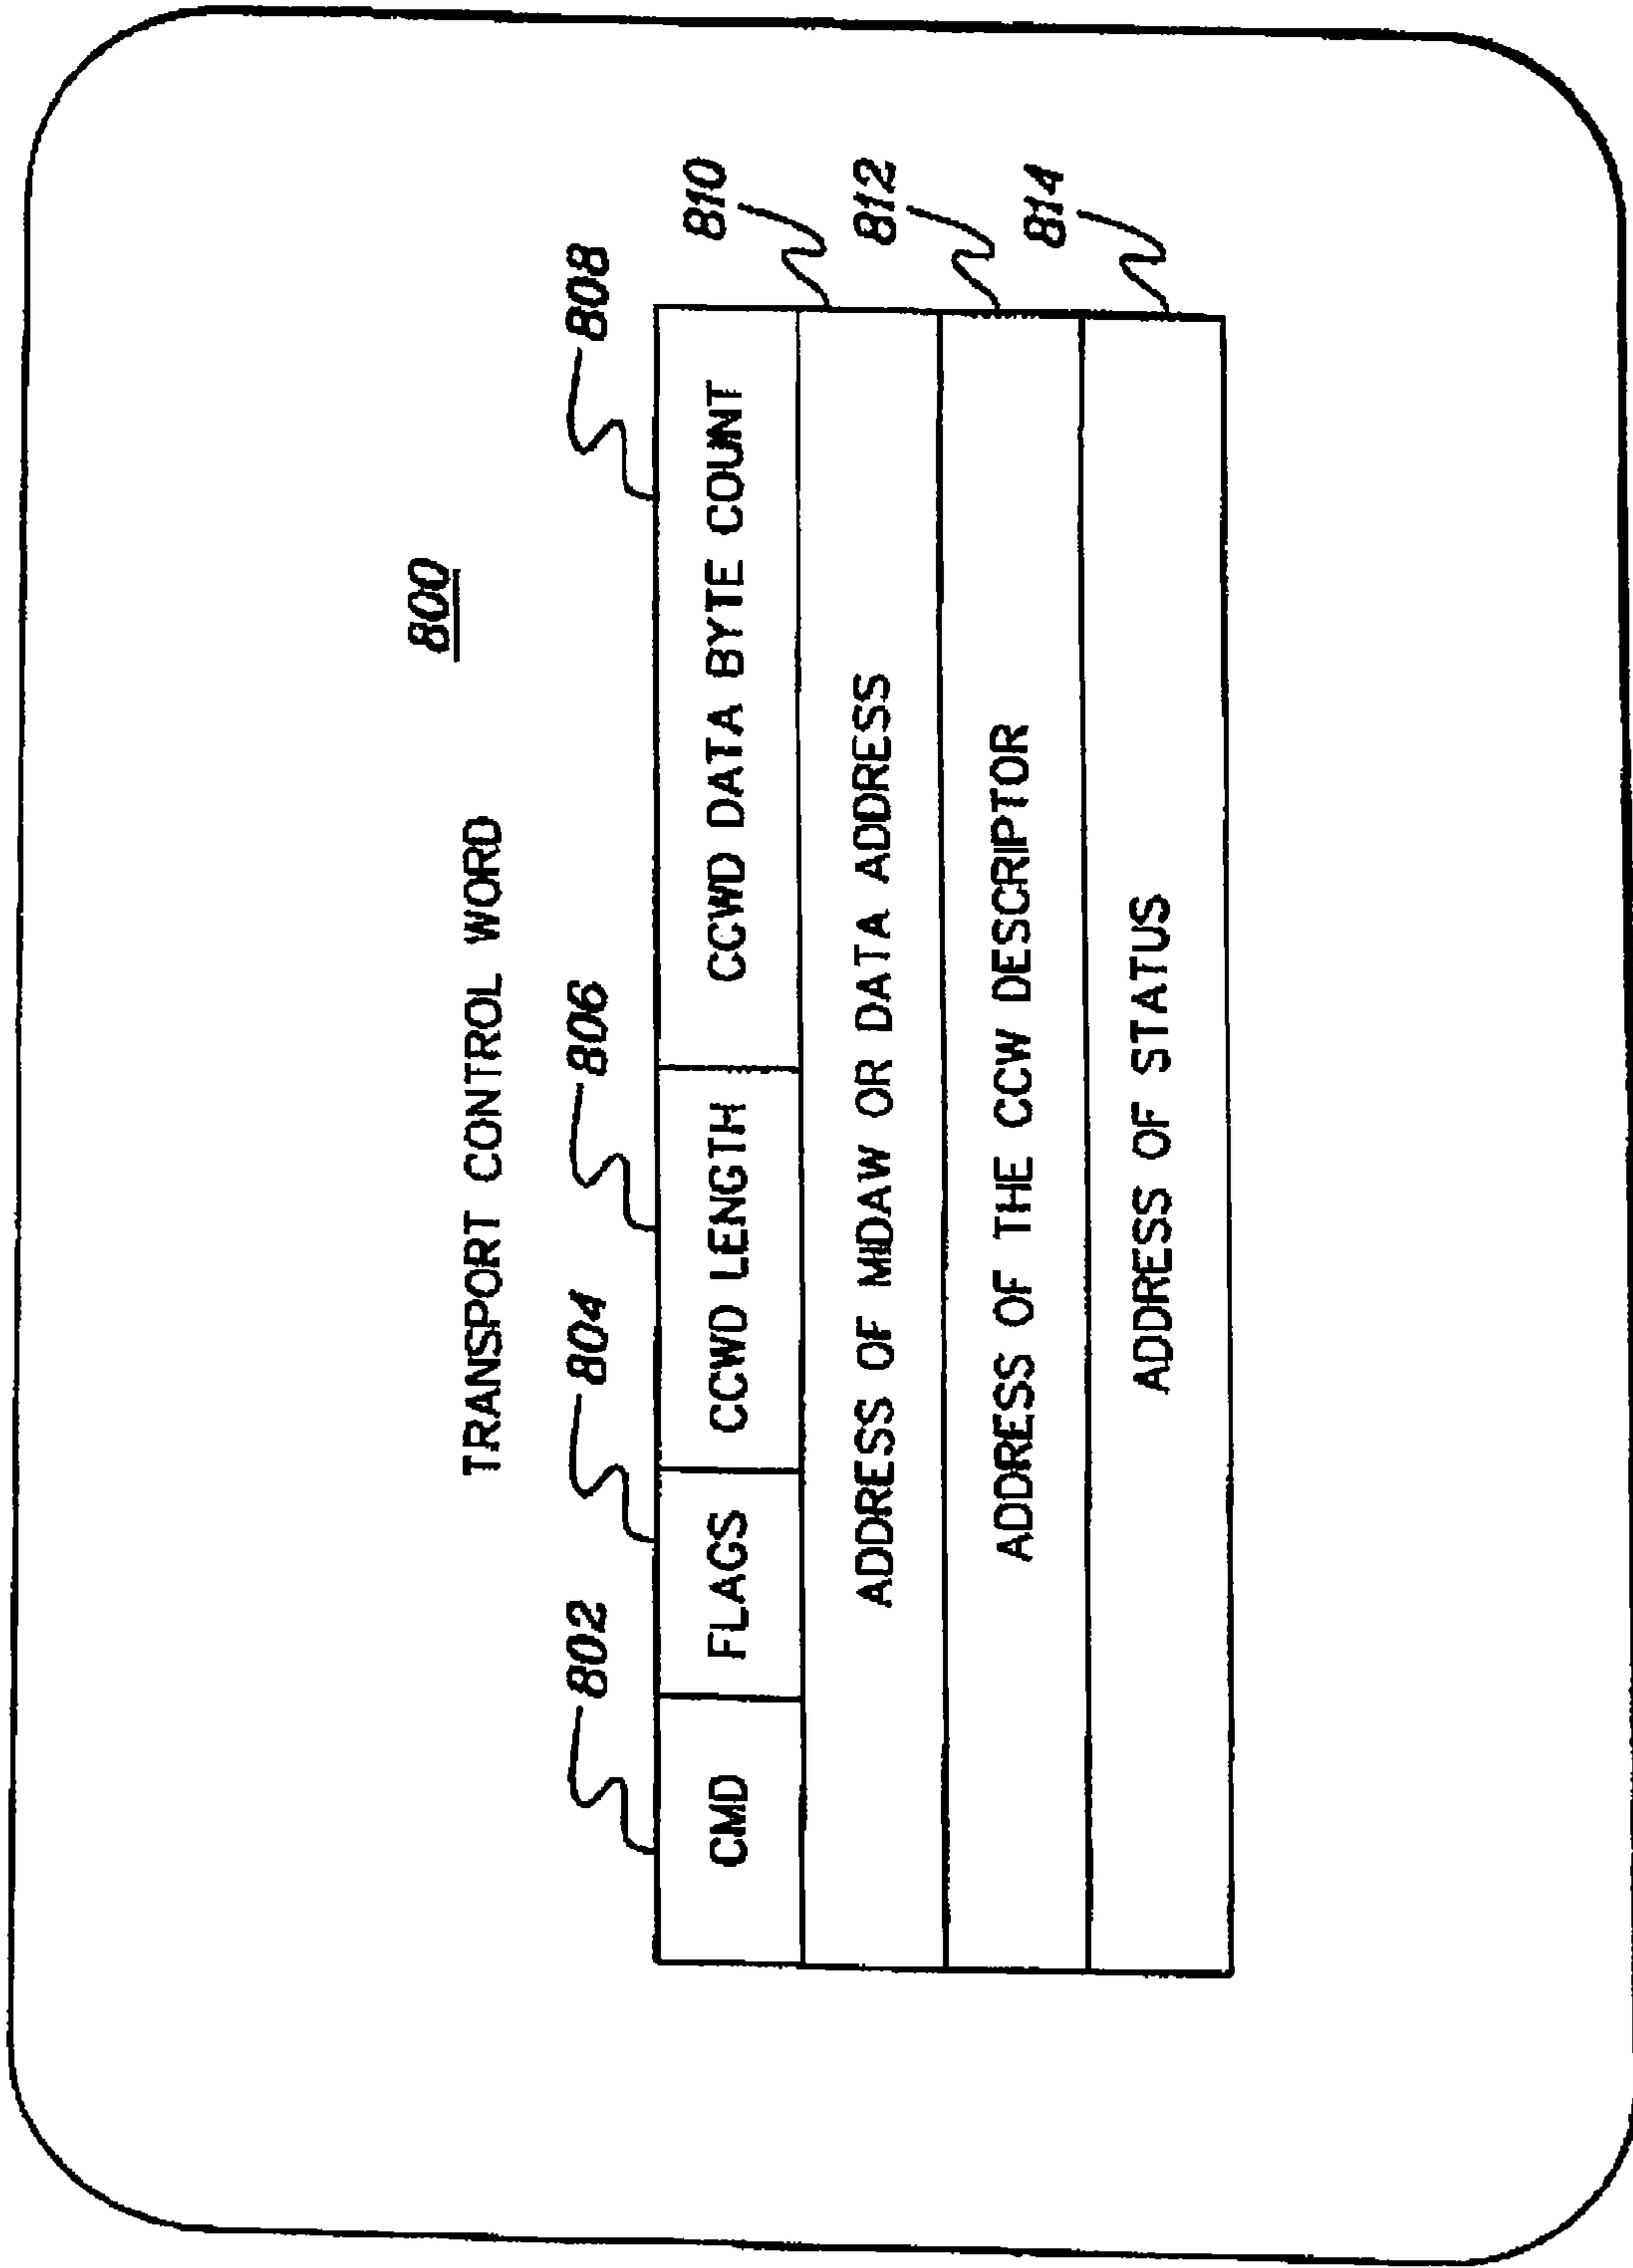 800
TRANSPORT CONTROL WORD
802 804 806 808
CMD FLAGS CCWD LENGTH CCWD DATA BYTE COUNT
810
ADDRESS OF MIDAW OR DATA ADDRESS
812
ADDRESS OF THE CCW DESCRIPTOR
814
ADDRESS OF STATUS